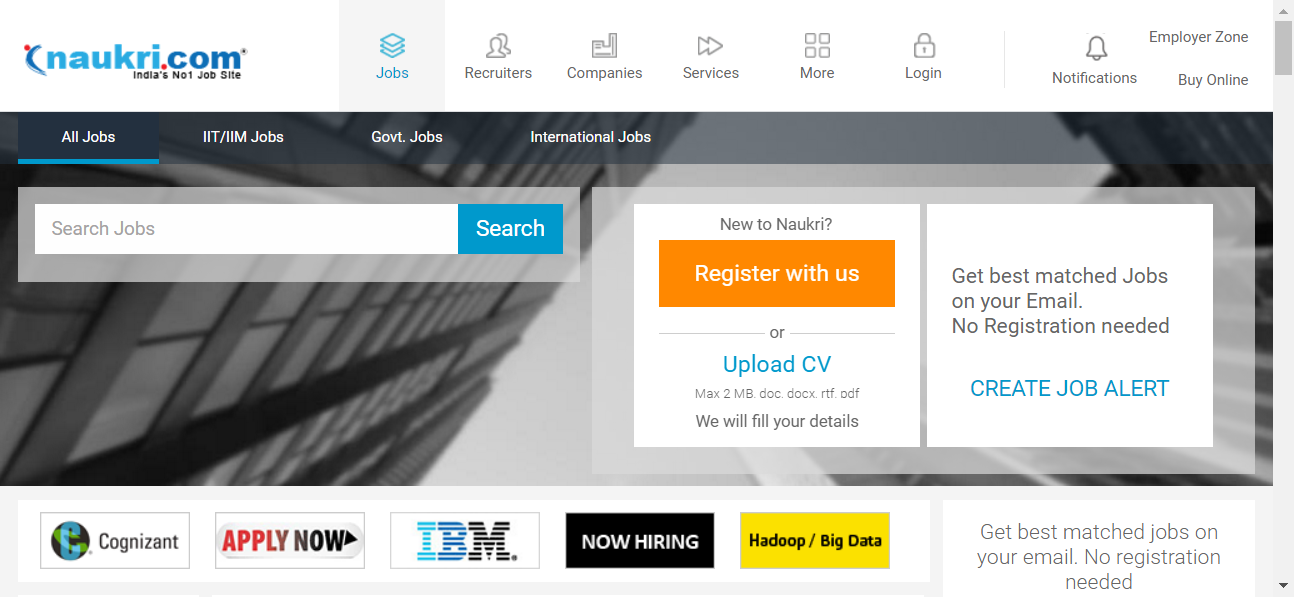 naukri.com
India's No1 Job Site
Jobs
Recruiters
Companies
Services
More
Login
Notifications
Employer Zone
Buy Online
All Jobs
IIT/IIM Jobs
Govt. Jobs
International Jobs
Search Jobs
Search
New to Naukri?
Register with us
or
Upload CV
Max 2 MB. doc. docx. rtf. pdf
We will fill your details
Get best matched Jobs
on your Email.
No Registration needed
CREATE JOB ALERT
Cognizant
APPLY NOW
IBM
NOW HIRING
Hadoop / Big Data
Get best matched jobs on
your email. No registration
needed